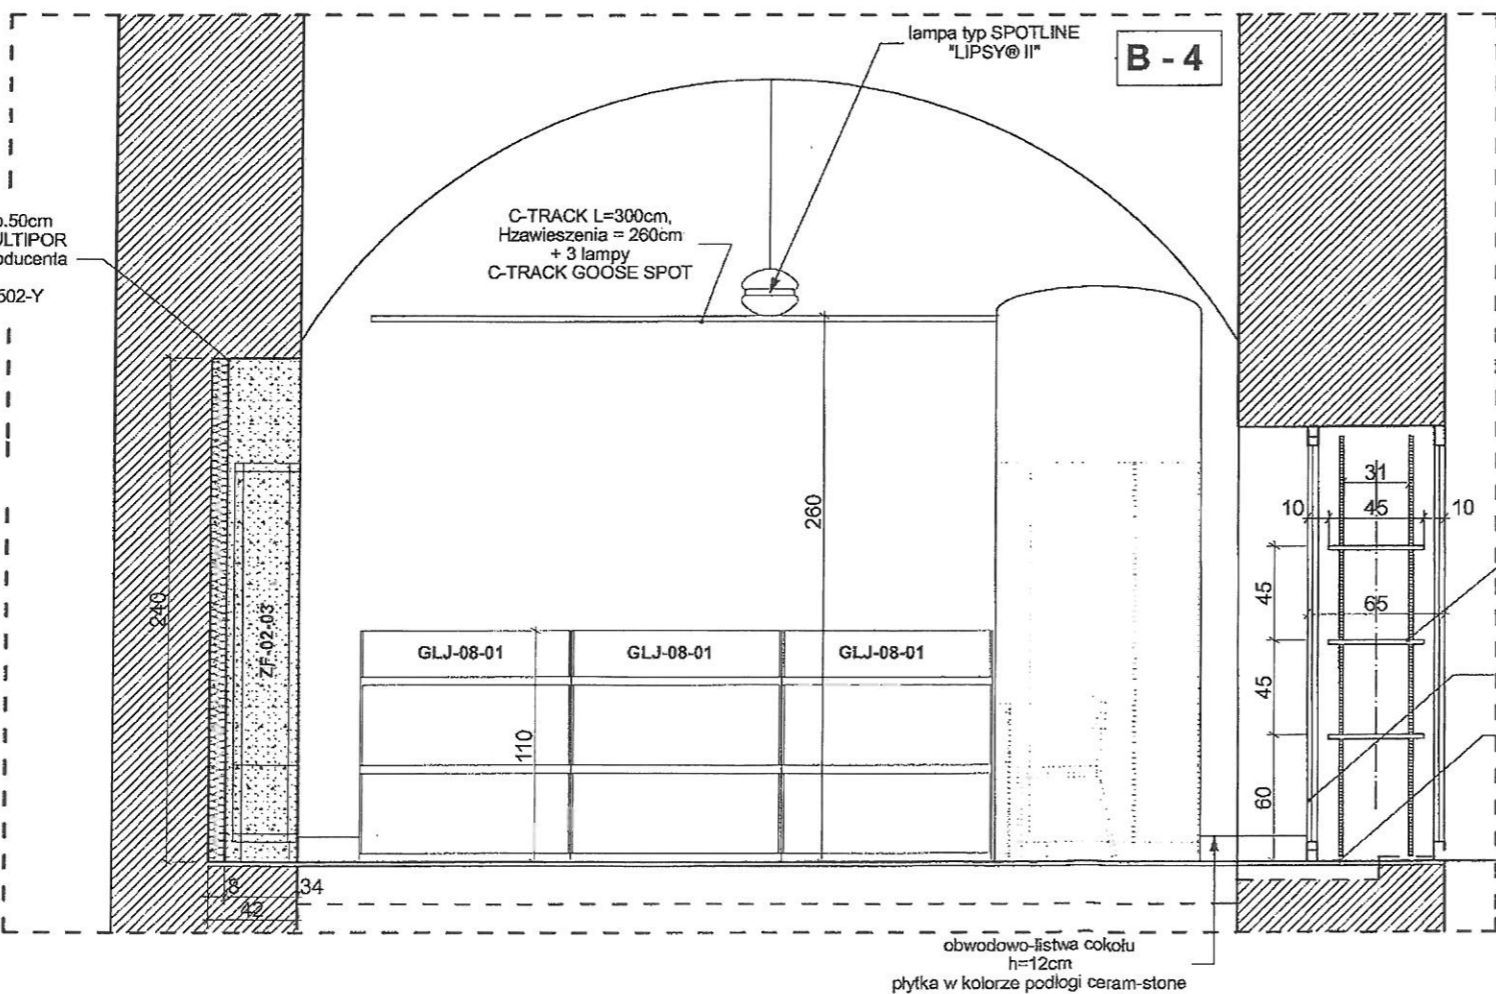 lampa typ SPOTLINE
"LIPSY® II"
B - 4
p.50cm
ULTIPOR
oducenta
502-Y
C-TRACK L=300cm,
Hzawieszenia = 260cm
+ 3 lampy
C-TRACK GOOSE SPOT
31
10
45
10
260
45
65
240
ZF-02-03
GLJ-08-01
GLJ-08-01
GLJ-08-01
45
110
60
8
34
42
obwodowo-listwa cokołu
h=12cm
płytka w kolorze podłogi ceram-stone